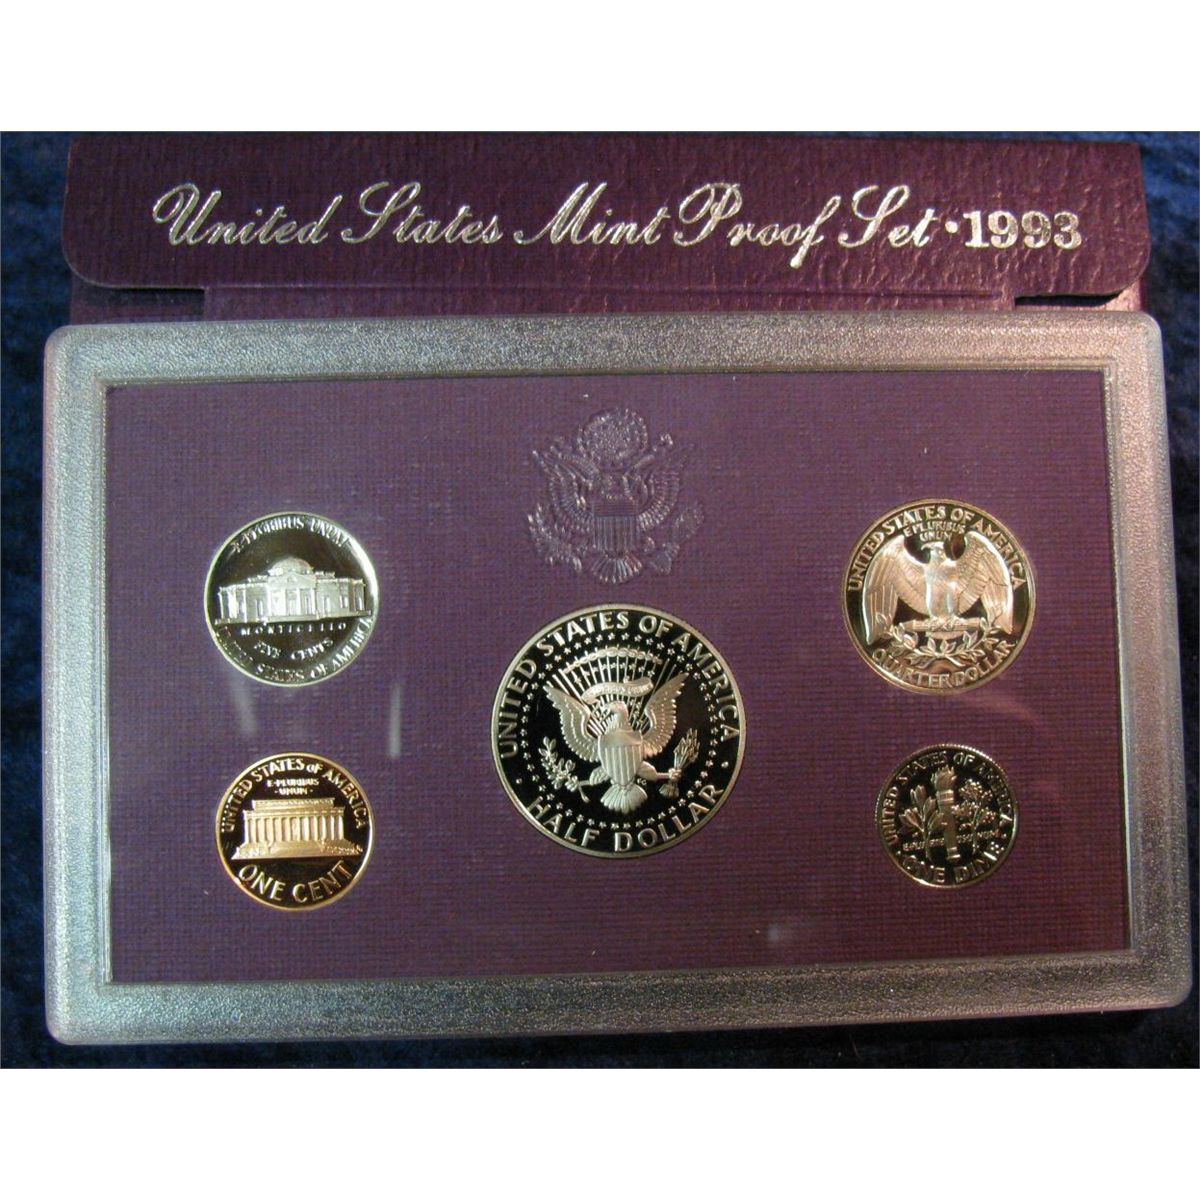 United States Mint Proof Set · 1993
E·PLURIBUS UNUM
MONTICELLO
FIVE CENTS
UNITED STATES OF AMERICA
UNITED STATES OF AMERICA
E PLURIBUS
UNUM
QUARTER DOLLAR
UNITED STATES OF AMERICA
HALF DOLLAR
UNITED STATES OF AMERICA
E·PLURIBUS
·UNUM·
ONE CENT
UNITED STATES OF AMERICA
ONE DIME